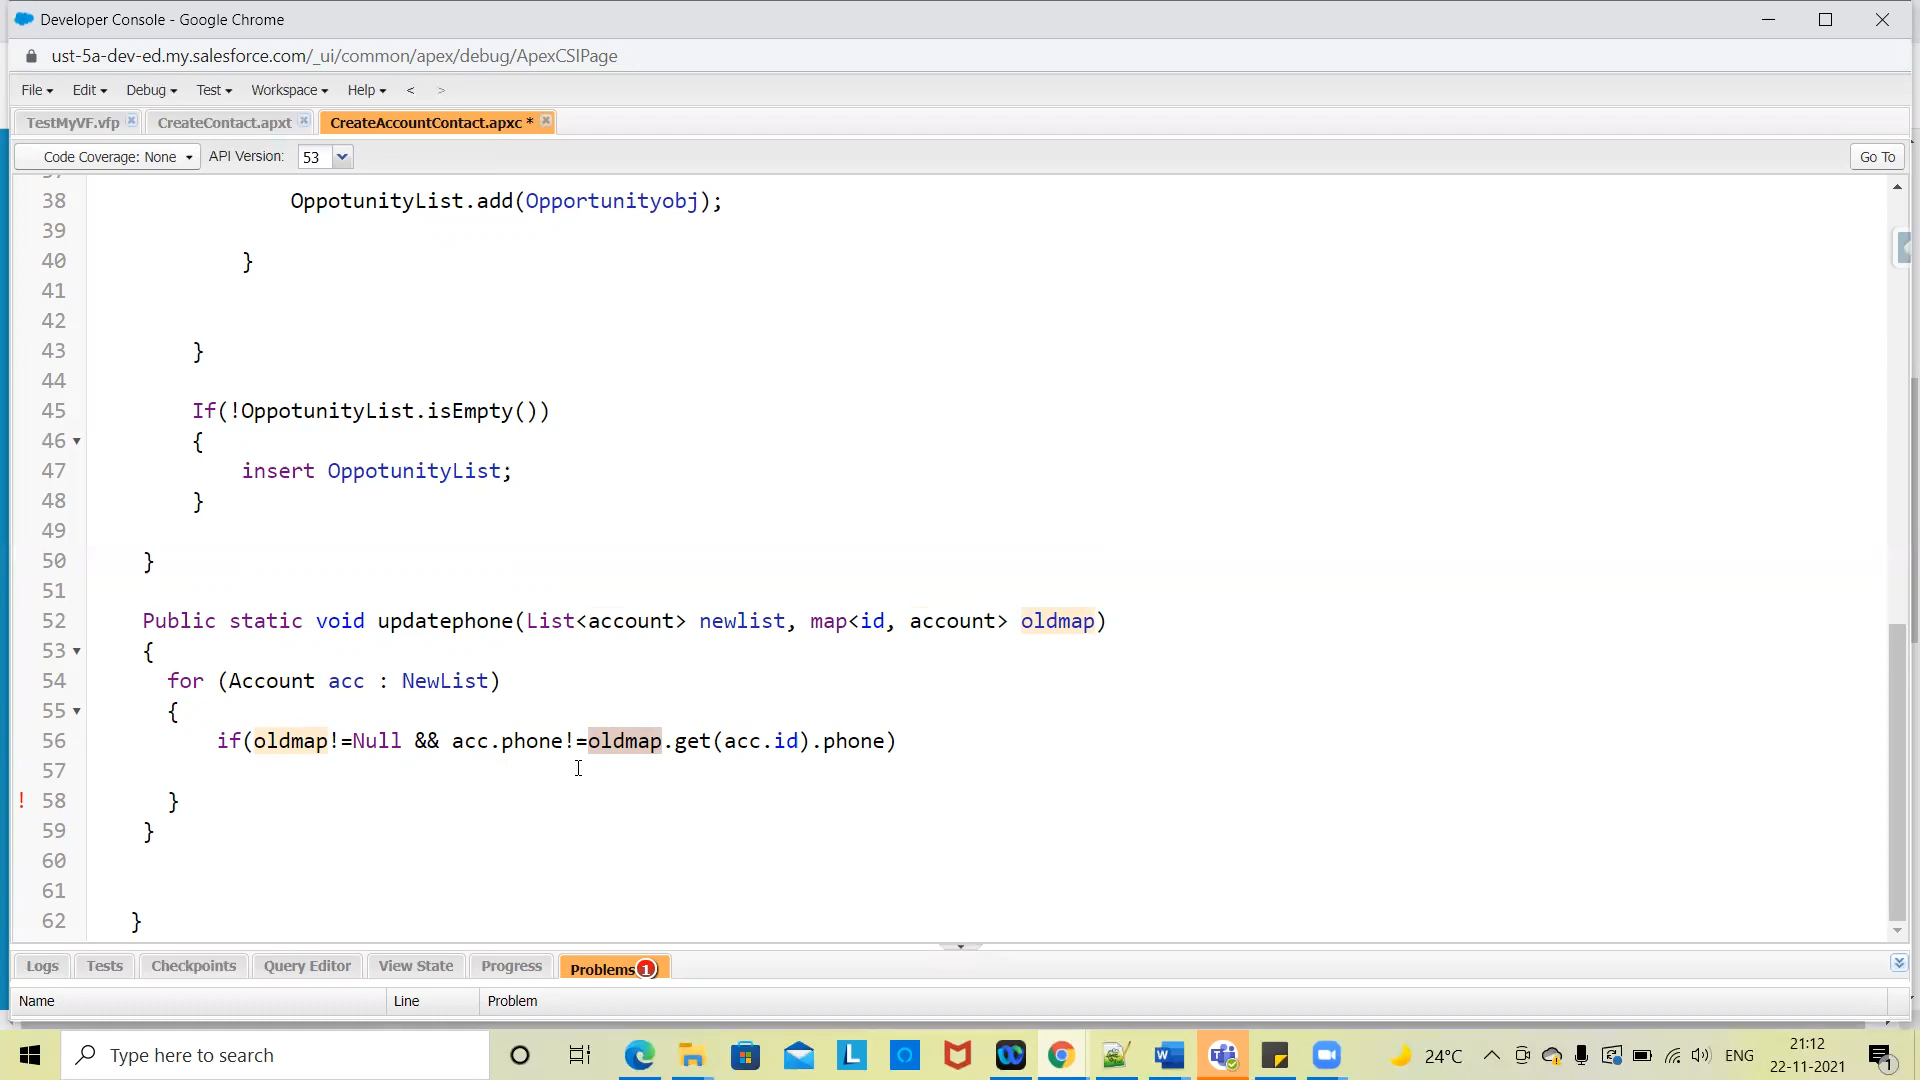 Developer Console - Google Chrome
ust-5a-dev-ed.my.salesforce.com/_ui/common/apex/debug/ApexCSIPage
File Edit Debug Test Workspace Help < >
TestMyVF.vfp CreateContact.apxt CreateAccountContact.apxc *
Code Coverage: None API Version: 53 Go To
38 OppotunityList.add(Opportunityobj);
39
40 }
41
42
43 }
44
45 If(!OppotunityList.isEmpty())
46 {
47 insert OppotunityList;
48 }
49
50 }
51
52 Public static void updatephone(List<account> newlist, map<id, account> oldmap)
53 {
54 for (Account acc : NewList)
55 {
56 if(oldmap!=Null && acc.phone!=oldmap.get(acc.id).phone)
57
! 58 }
59 }
60
61
62 }
Logs Tests Checkpoints Query Editor View State Progress Problems 1
Name Line Problem
Type here to search
24°C ENG 21:12
22-11-2021 1